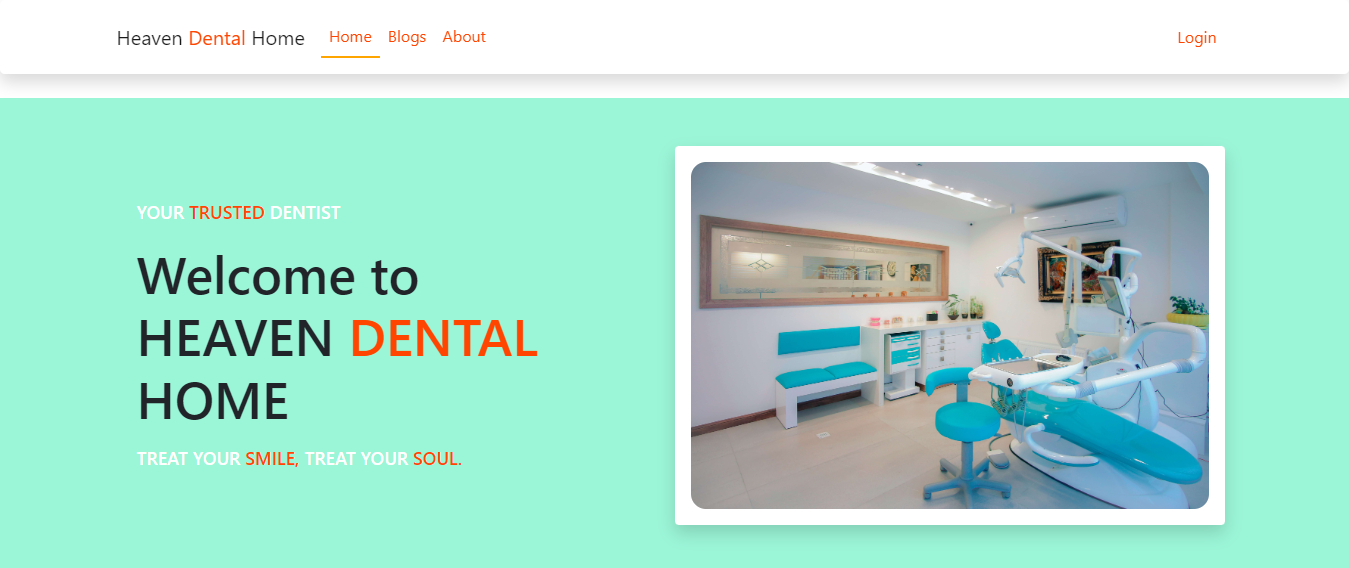 Heaven Dental Home
Home
Blogs
About
Login
YOUR TRUSTED DENTIST
Welcome to
HEAVEN DENTAL
HOME
TREAT YOUR SMILE, TREAT YOUR SOUL.